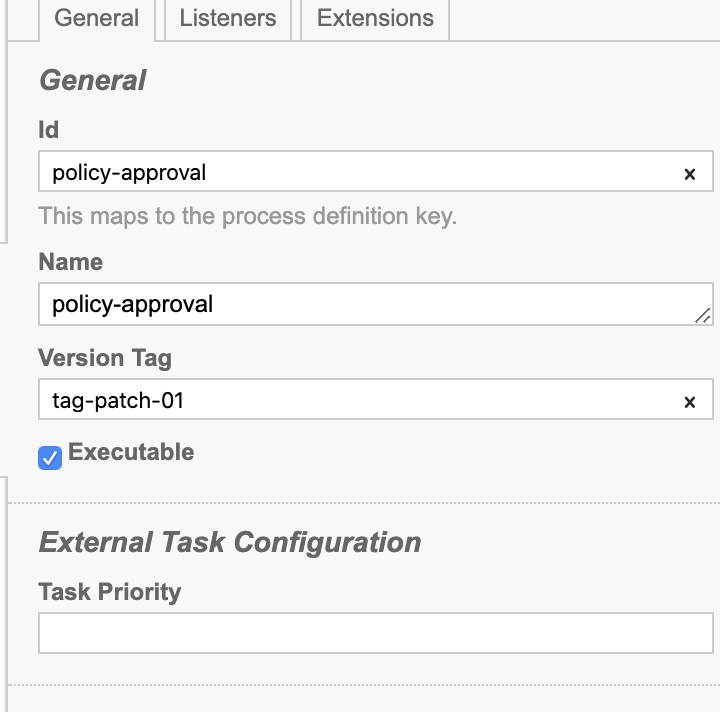 General
Listeners
Extensions
General
Id
policy-approval
This maps to the process definition key.
Name
policy-approval
Version Tag
tag-patch-01
Executable
External Task Configuration
Task Priority